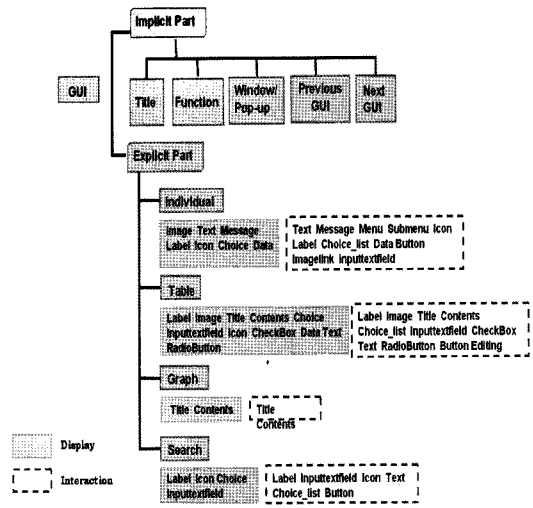 Implicit Part
GUI
Title
Function
Window/
Pop-up
Previous
GUI
Next
GUI
Explicit Part
Individual
Image Text Message
Label Icon Choice Data
Text Message Menu Submenu Icon
Label Choice_list Data Button
Imagelink Inputtextfield
Table
Label Image Title Contents Choice
Inputtextfield Icon CheckBox Data Text
RadioButton
Label Image Title Contents
Choice_list Inputtextfield CheckBox
Text RadioButton Button Editing
Graph
Title Contents
Title
Contents
Search
Label Icon Choice
Inputtextfield
Label Inputtextfield Icon Text
Choice_list Button
Display
Interaction